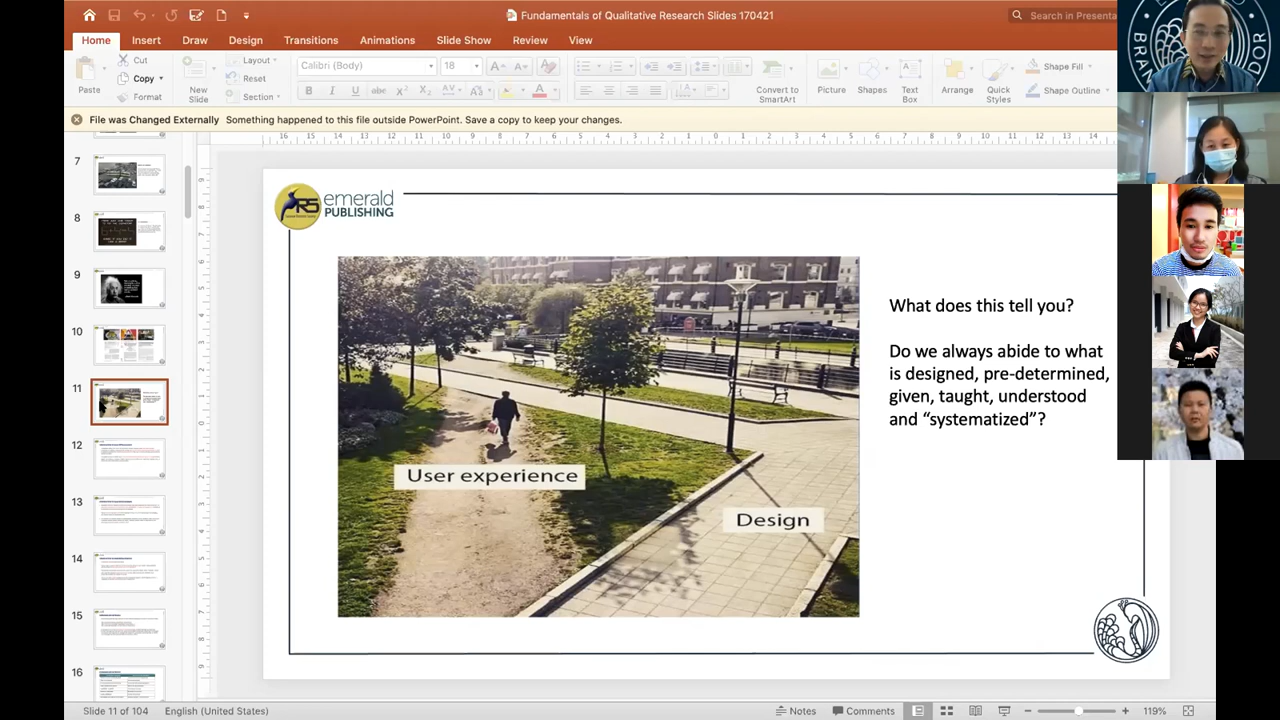 Fundamentals of Qualitative Research Slides 170421
Search in Presenta
Home Insert Draw Design Transitions Animations Slide Show Review View
Cut
Copy
Format
Paste
New
Slide
Layout
Reset
Section
Calibri (Body)
18
Convert to
SmartArt
Picture
Shapes
Text
Box
Arrange
Quick
Styles
Shape Fill
Shape Outline
File was Changed Externally Something happened to this file outside PowerPoint. Save a copy to keep your changes.
7
8
9
10
11
12
13
14
15
16
RS
emerald
PUBLISHING
What does this tell you?
Do we always abide to what
is designed, pre-determined,
given, taught, understood
and “systematized”?
User experience
Design
Slide 11 of 104 English (United States)
Notes Comments 119%